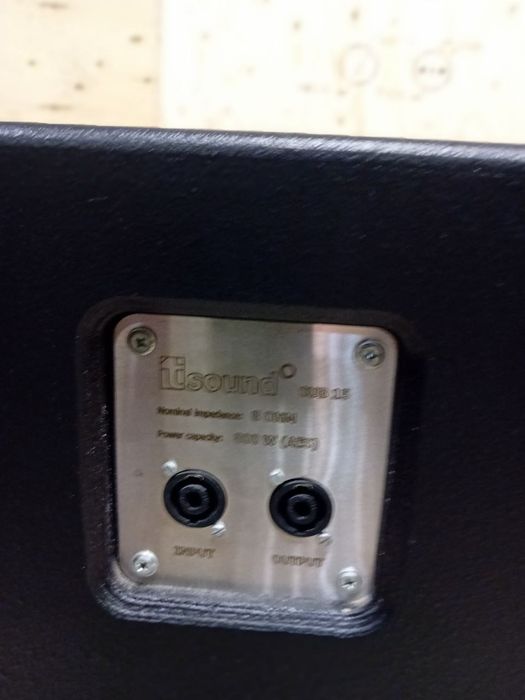 itsound° SUB 15
Nominal impedance: 8 OHM
Power capacity: W (AES)
INPUT OUTPUT